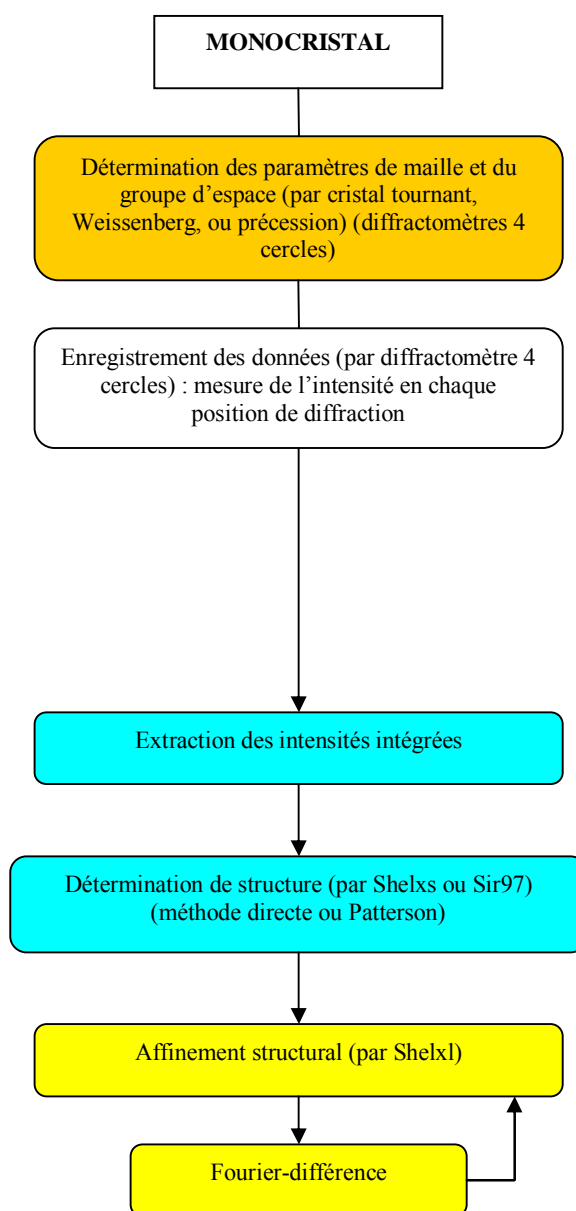 MONOCRISTAL
Détermination des paramètres de maille et du
groupe d’espace (par cristal tournant,
Weissenberg, ou précession) (diffractomètres 4
cercles)
Enregistrement des données (par diffractomètre 4
cercles) : mesure de l’intensité en chaque
position de diffraction
Extraction des intensités intégrées
Détermination de structure (par Shelxs ou Sir97)
(méthode directe ou Patterson)
Affinement structural (par Shelxl)
Fourier-différence